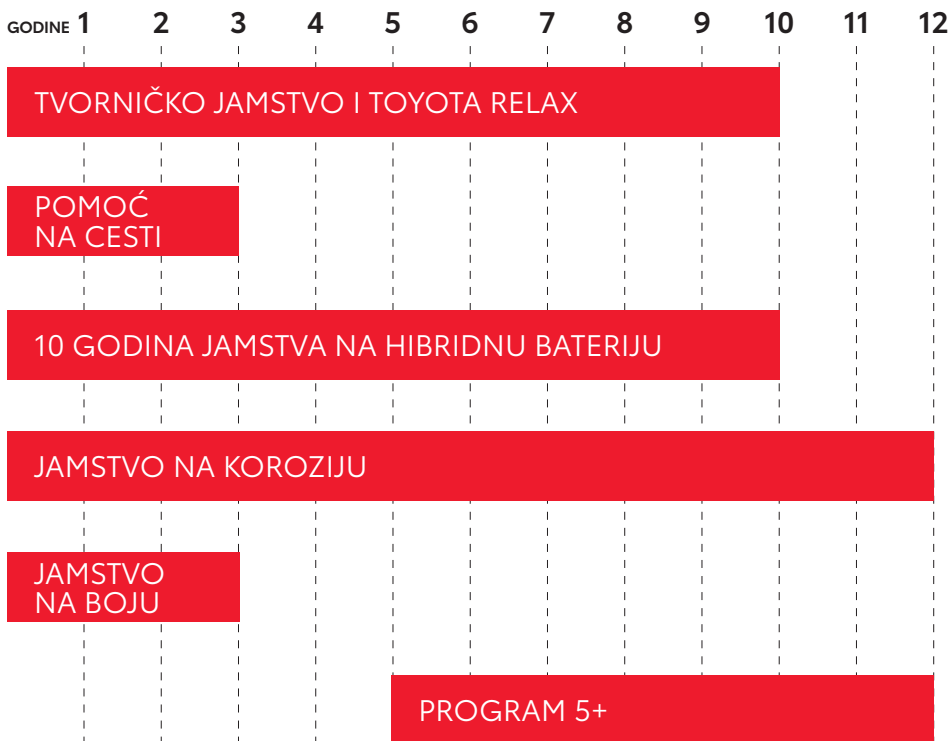 GODINE 1 2 3 4 5 6 7 8 9 10 11 12
TVORNIČKO JAMSTVO I TOYOTA RELAX
POMOĆ
NA CESTI
10 GODINA JAMSTVA NA HIBRIDNU BATERIJU
JAMSTVO NA KOROZIJU
JAMSTVO
NA BOJU
PROGRAM 5+